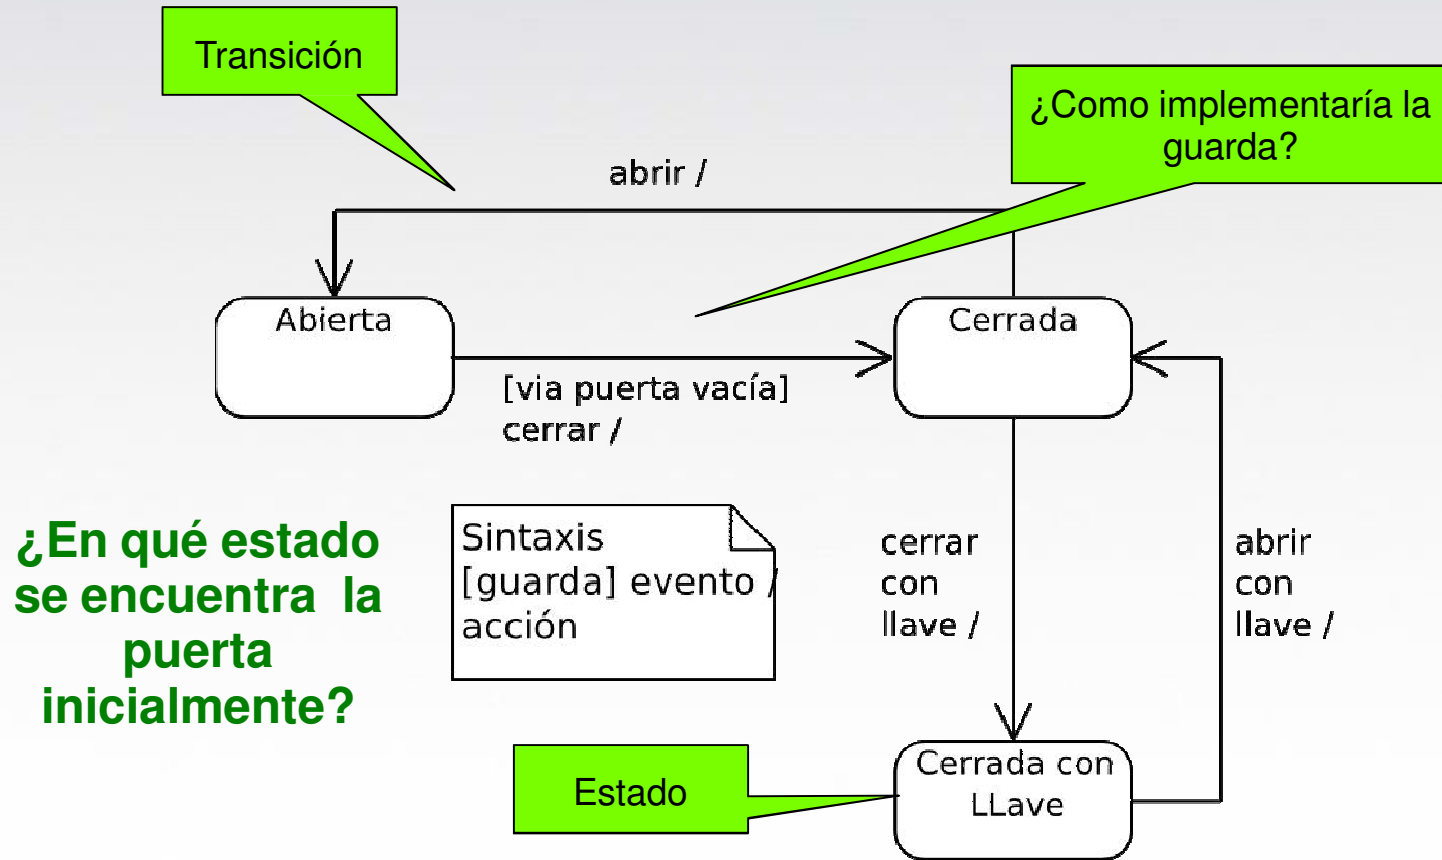 Transición
¿Como implementaría la
guarda?
abrir /
Abierta
Cerrada
[via puerta vacía]
cerrar /
¿En qué estado
se encuentra la
puerta
inicialmente?
Sintaxis
[guarda] evento /
acción
cerrar
con
llave /
abrir
con
llave /
Estado
Cerrada con
LLave